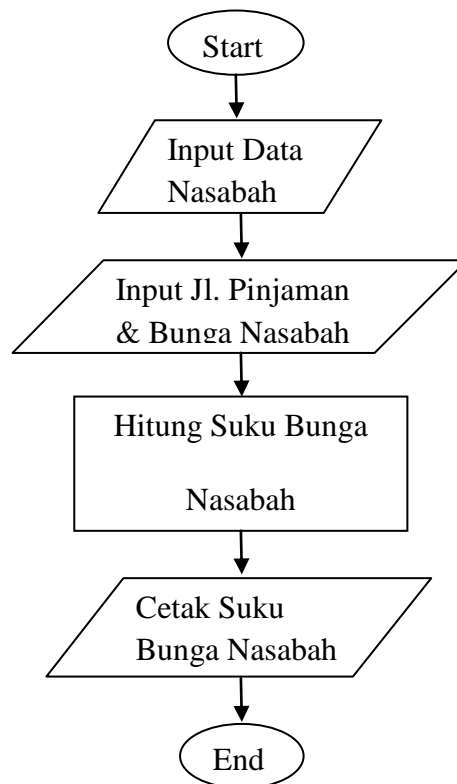 Start
Input Data
Nasabah
Input Jl. Pinjaman
& Bunga Nasabah
Hitung Suku Bunga
Nasabah
Cetak Suku
Bunga Nasabah
End